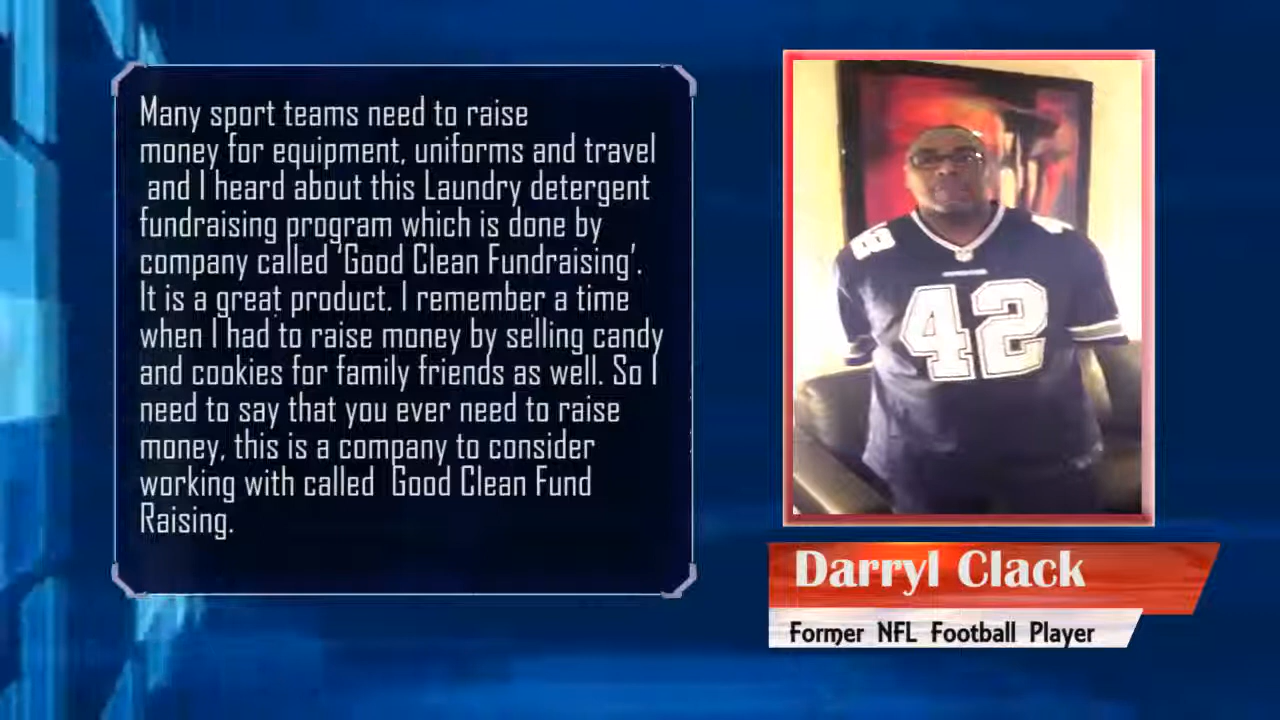 Many sport teams need to raise
money for equipment, uniforms and travel
and I heard about this Laundry detergent
fundraising program which is done by
company called 'Good Clean Fundraising'.
It is a great product. I remember a time
when I had to raise money by selling candy
and cookies for family friends as well. So I
need to say that you ever need to raise
money, this is a company to consider
working with called Good Clean Fund
Raising.
42
Darryl Clack
Former NFL Football Player